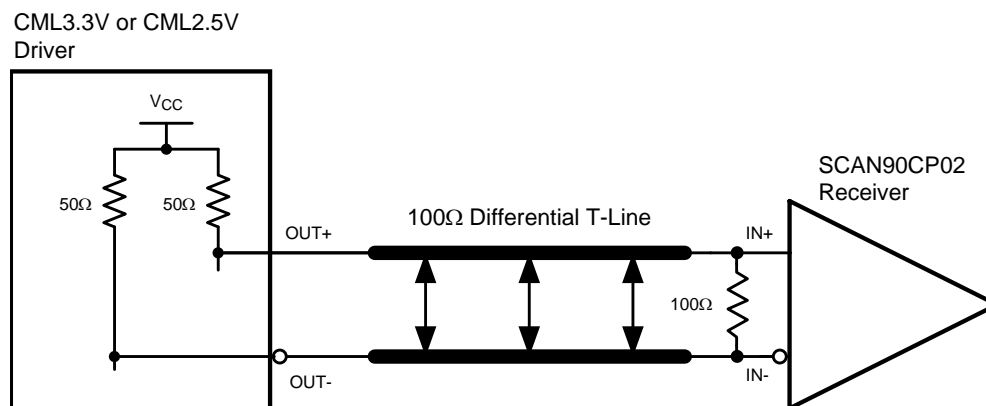 CML3.3V or CML2.5V
Driver
VCC
50Ω
50Ω
OUT+
OUT-
100Ω Differential T-Line
100Ω
IN+
IN-
SCAN90CP02
Receiver